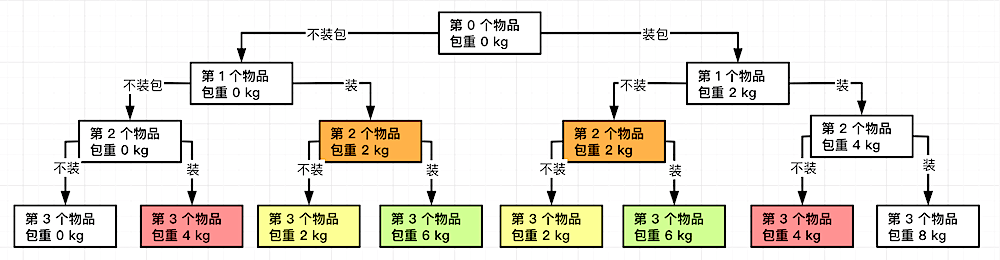 第 0 个物品
包重 0 kg
不装包
装包
第 1 个物品
包重 0 kg
第 1 个物品
包重 2 kg
不装包
装
不装
装
第 2 个物品
包重 0 kg
第 2 个物品
包重 2 kg
第 2 个物品
包重 2 kg
第 2 个物品
包重 4 kg
不装
装
不装
装
不装
装
不装
装
第 3 个物品
包重 0 kg
第 3 个物品
包重 4 kg
第 3 个物品
包重 2 kg
第 3 个物品
包重 6 kg
第 3 个物品
包重 2 kg
第 3 个物品
包重 6 kg
第 3 个物品
包重 4 kg
第 3 个物品
包重 8 kg